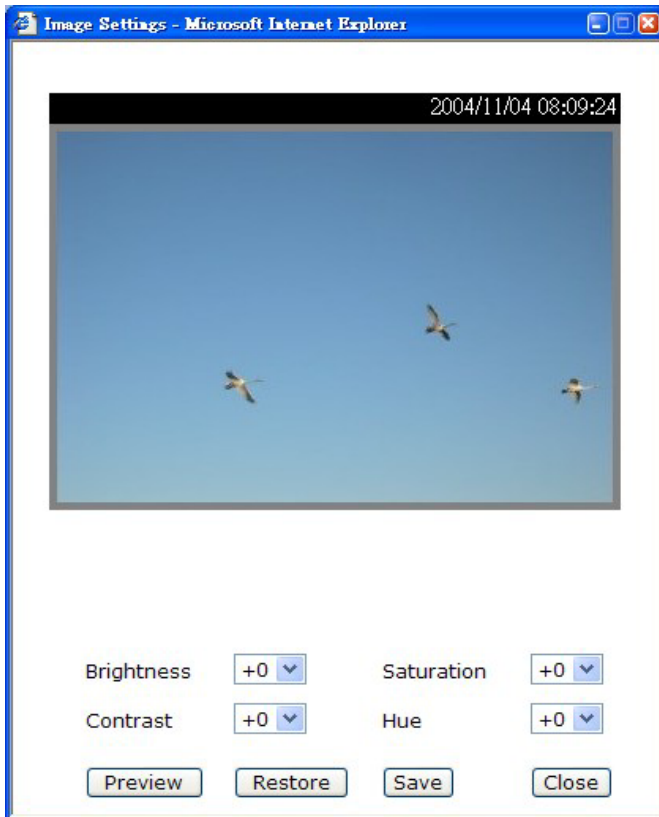 Image Settings - Microsoft Internet Explorer
2004/11/04 08:09:24
Brightness +0 Saturation +0
Contrast +0 Hue +0
Preview Restore Save Close